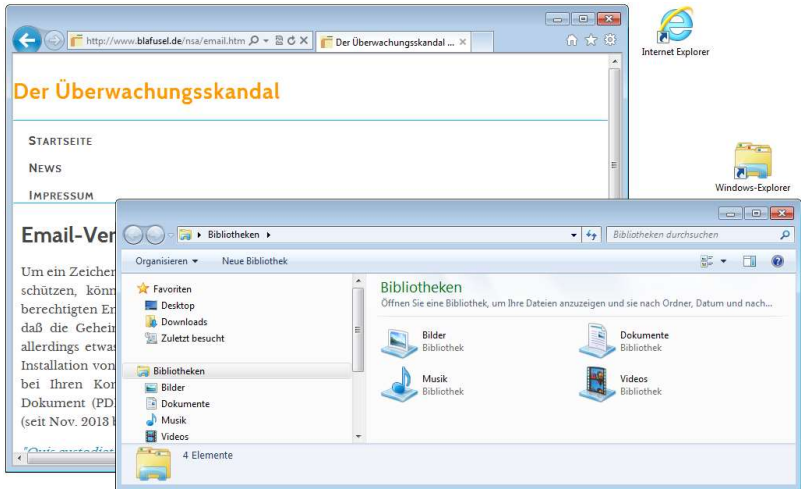 http://www.blafusel.de/nsa/email.htm
Der Überwachungsskandal ...
Internet Explorer
Der Überwachungsskandal
STARTSEITE
NEWS
IMPRESSUM
Windows-Explorer
Email-Ver
Um ein Zeicher
schützen, könn
berechtigten Er
daß die Geheir
allerdings etwas
Installation von
bei Ihren Kor
Dokument (PD
(seit Nov. 2013
Bibliotheken
Bibliotheken durchsuchen
Organisieren
Neue Bibliothek
Favoriten
Desktop
Downloads
Zuletzt besucht
Bibliotheken
Bilder
Dokumente
Musik
Videos
Bibliotheken
Öffnen Sie eine Bibliothek, um Ihre Dateien anzuzeigen und sie nach Ordner, Datum und nach...
Bilder
Bibliothek
Dokumente
Bibliothek
Musik
Bibliothek
Videos
Bibliothek
4 Elemente